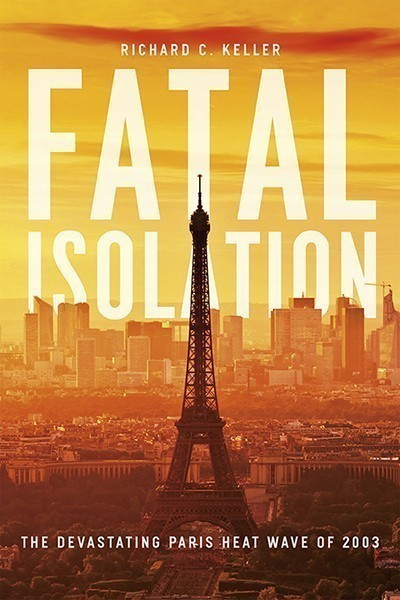 RICHARD C. KELLER
FATAL
ISOLATION
THE DEVASTATING PARIS HEAT WAVE OF 2003